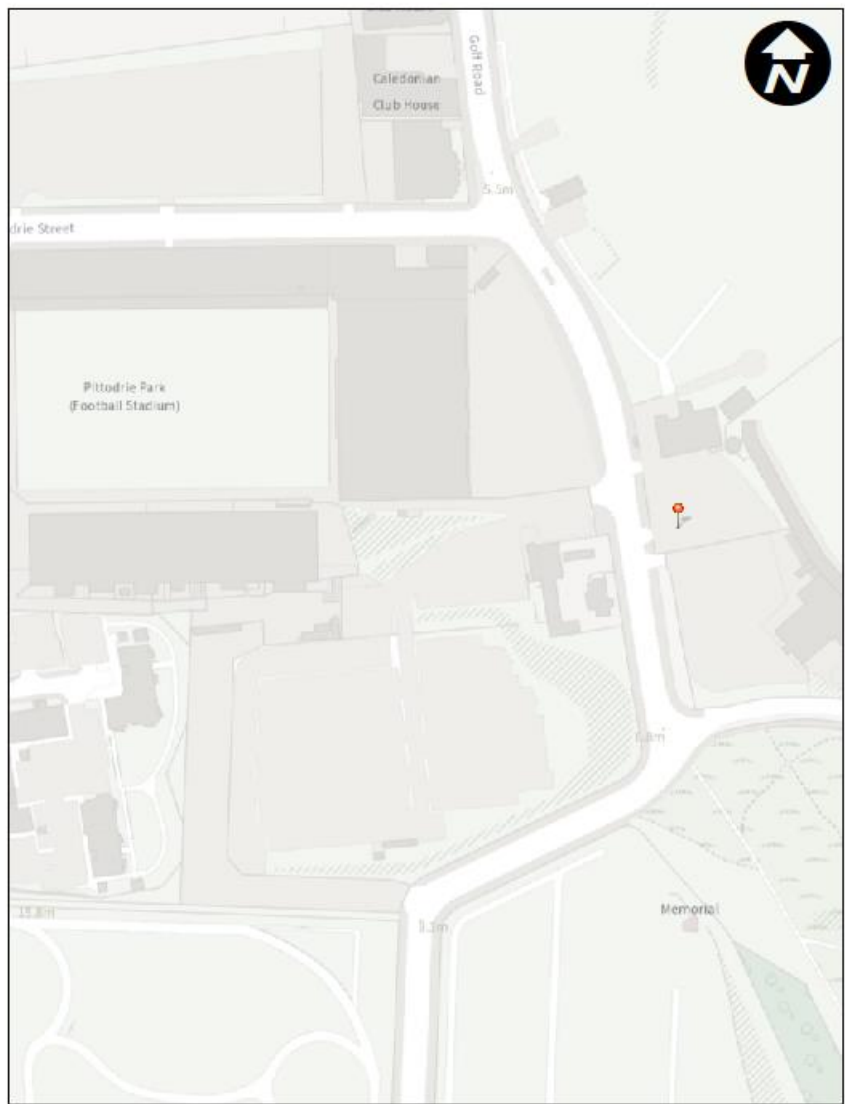 Golf Road
N
Caledonian
Club House
5.5m
drie Street
Pittodrie Park
(Football Stadium)
Memorial